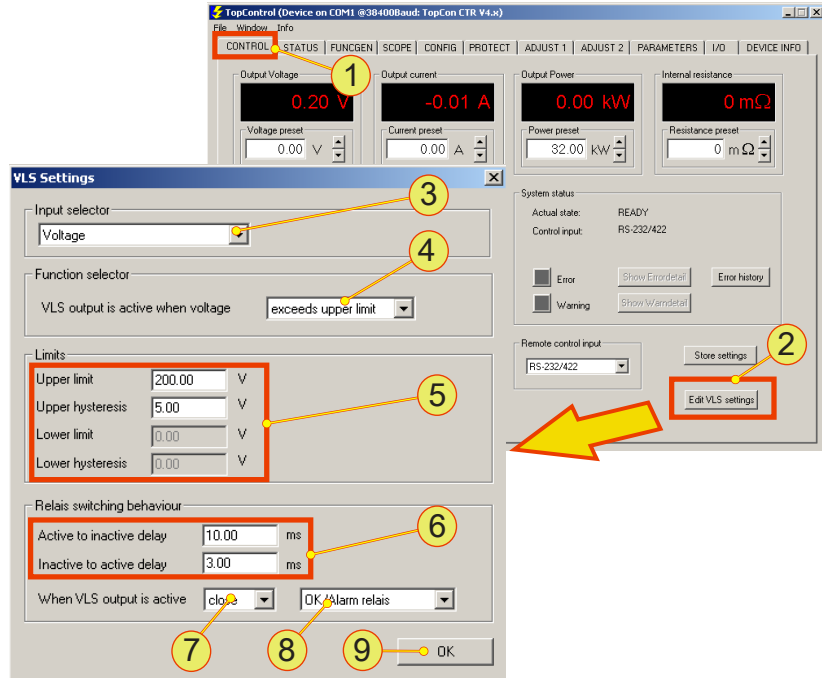 TopControl (Device on COM1 @38400Baud: TopCon CTR V4.x)
File Window Info
CONTROL STATUS FUNCGEN SCOPE CONFIG PROTECT ADJUST 1 ADJUST 2 PARAMETERS I/O DEVICE INFO
1
Output Voltage Output current Output Power Internal resistance
0.20 V -0.01 A 0.00 kW 0 mΩ
Voltage preset Current preset Power preset Resistance preset
0.00 V 0.00 A 32.00 kW 0 mΩ
System status
Actual state: READY
Control input: RS-232/422
Error Show Errordetail Error history
Warning Show Warndetail
Remote control input
RS-232/422
Store settings
2
Edit VLS settings
VLS Settings
3
Input selector
Voltage
4
Function selector
VLS output is active when voltage exceeds upper limit
Limits
Upper limit 200.00 V
Upper hysteresis 5.00 V
5
Lower limit 0.00 V
Lower hysteresis 0.00 V
Relais switching behaviour
Active to inactive delay 10.00 ms
6
Inactive to active delay 3.00 ms
When VLS output is active close OK/Alarm relais
7 8 9 OK